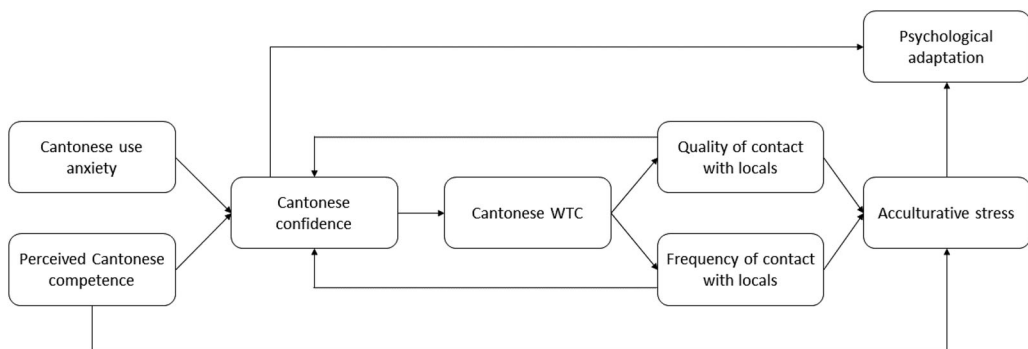 Psychological
adaptation
Cantonese use
anxiety
Quality of contact
with locals
Cantonese
confidence
Cantonese WTC
Acculturative stress
Perceived Cantonese
competence
Frequency of contact
with locals